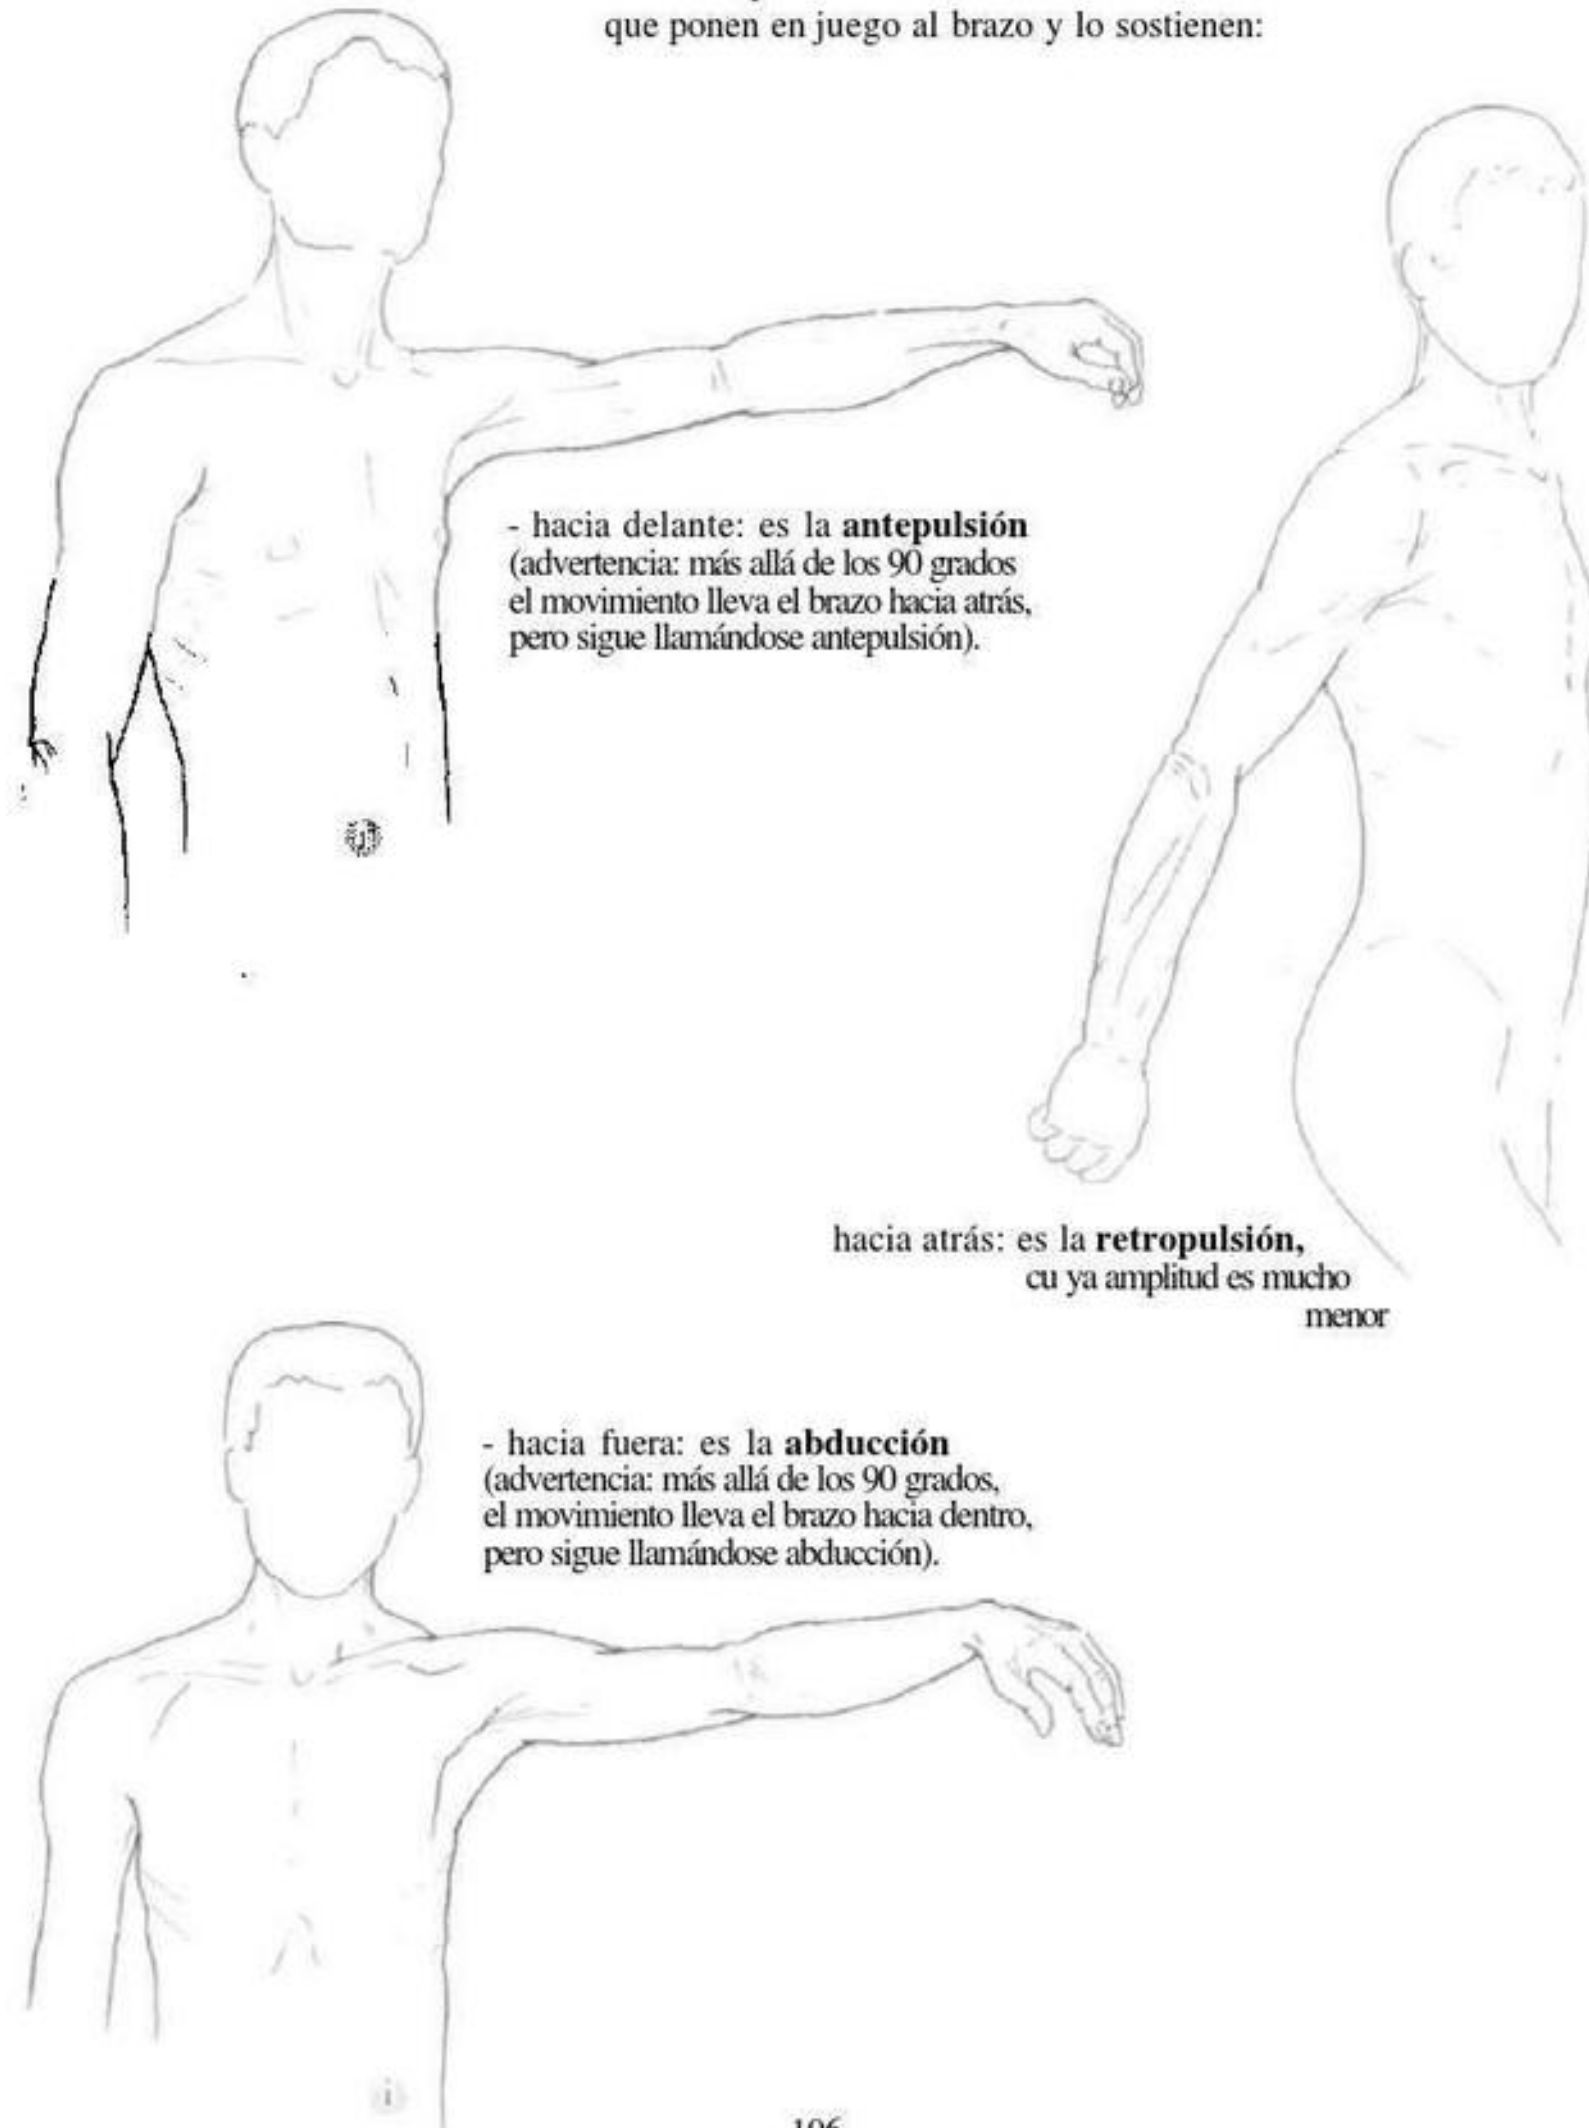 que ponen en juego al brazo y lo sostienen:
- hacia delante: es la antepulsión
(advertencia: más allá de los 90 grados
el movimiento lleva el brazo hacia atrás,
pero sigue llamándose antepulsión).
hacia atrás: es la retropulsión,
cu ya amplitud es mucho
menor
- hacia fuera: es la abducción
(advertencia: más allá de los 90 grados,
el movimiento lleva el brazo hacia dentro,
pero sigue llamándose abducción).
106